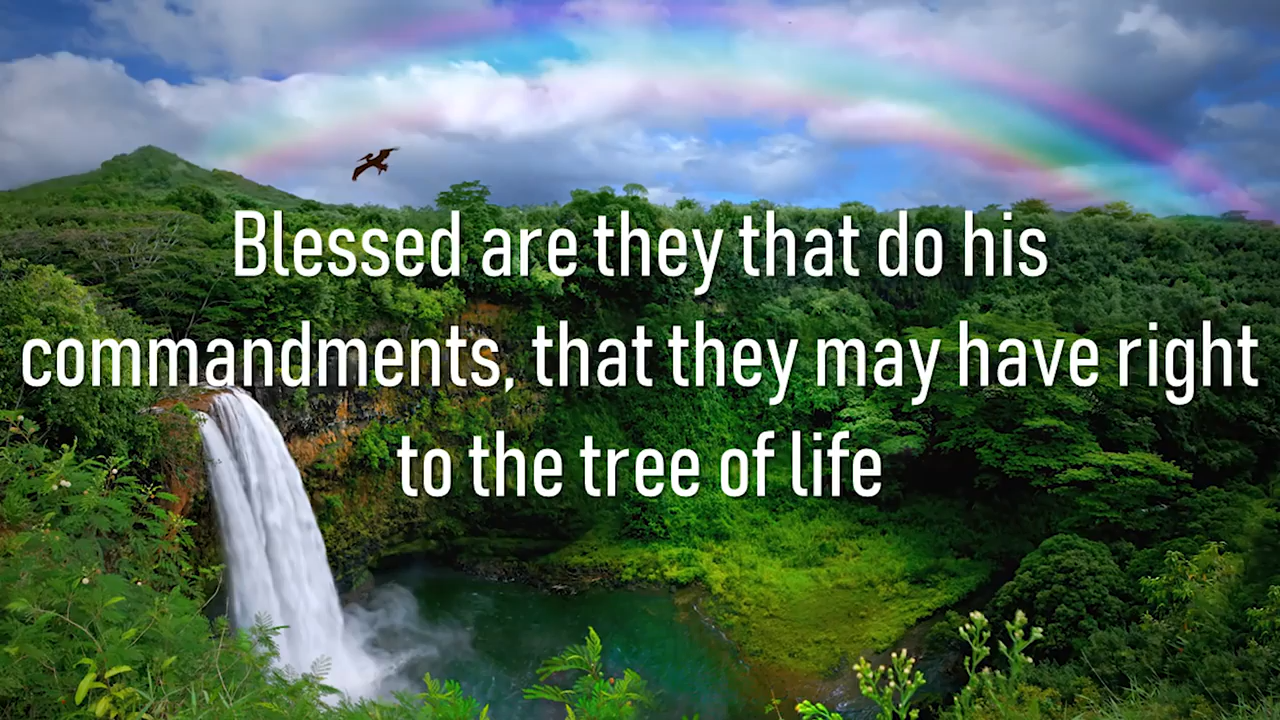 Blessed are they that do his
commandments, that they may have right
to the tree of life